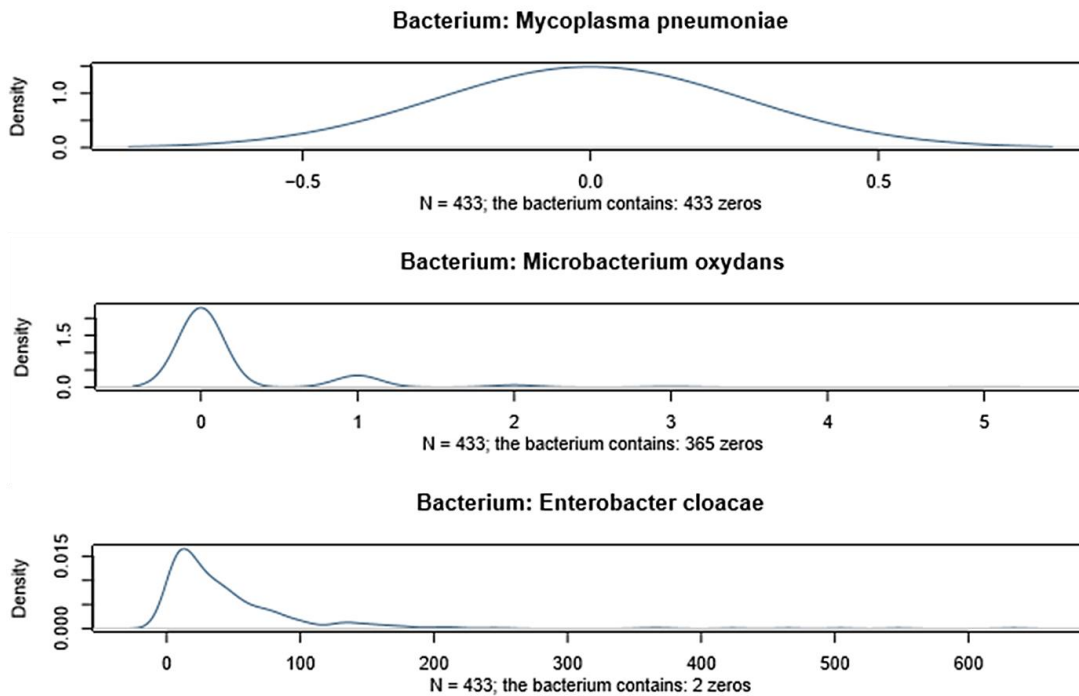 Bacterium: Mycoplasma pneumoniae
Density
1.0
0.0
−0.5 0.0 0.5
N = 433; the bacterium contains: 433 zeros
Bacterium: Microbacterium oxydans
Density
1.5
0.0
0 1 2 3 4 5
N = 433; the bacterium contains: 365 zeros
Bacterium: Enterobacter cloacae
Density
0.015
0.000
0 100 200 300 400 500 600
N = 433; the bacterium contains: 2 zeros